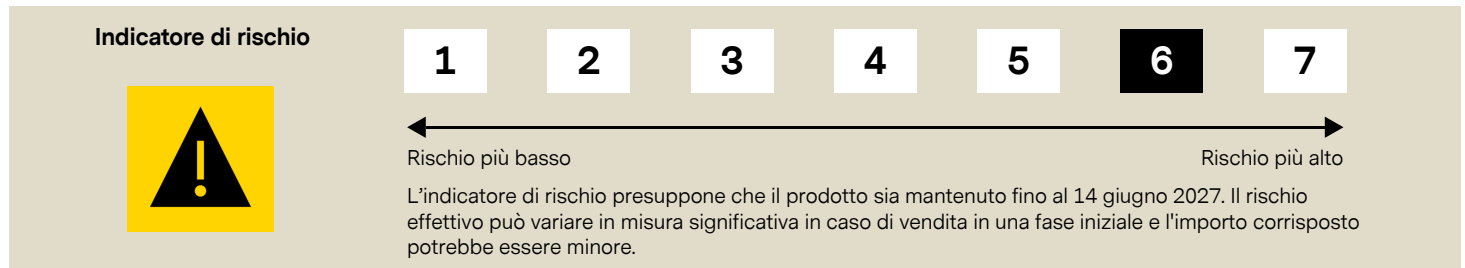 Indicatore di rischio
1 2 3 4 5 6 7
Rischio più basso Rischio più alto
L’indicatore di rischio presuppone che il prodotto sia mantenuto fino al 14 giugno 2027. Il rischio
effettivo può variare in misura significativa in caso di vendita in una fase iniziale e l'importo corrisposto
potrebbe essere minore.